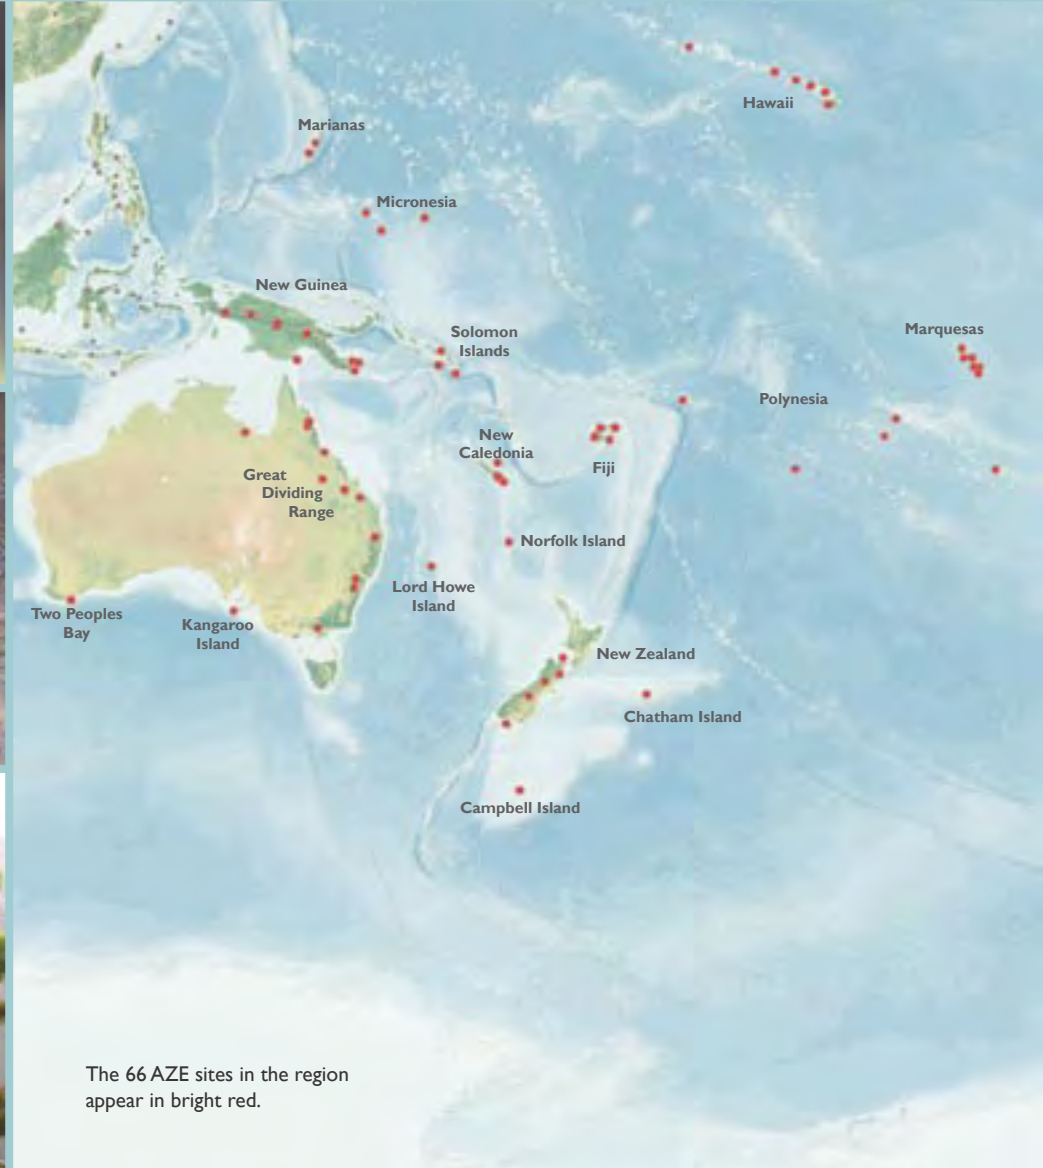 Hawaii
Marianas
Micronesia
New Guinea
Solomon
Islands
Marquesas
Polynesia
New
Caledonia
Fiji
Great
Dividing
Range
Norfolk Island
Lord Howe
Island
Two Peoples
Bay
Kangaroo
Island
New Zealand
Chatham Island
Campbell Island
The 66 AZE sites in the region
appear in bright red.